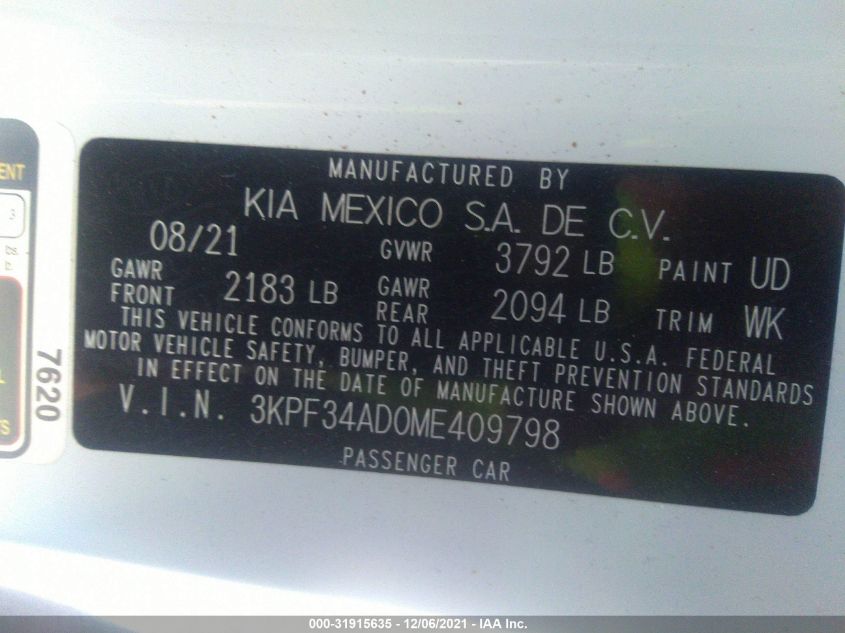 MANUFACTURED BY
KIA MEXICO S.A. DE C.V.
08/21 GVWR 3792 LB PAINT UD
GAWR FRONT 2183 LB GAWR REAR 2094 LB TRIM WK
THIS VEHICLE CONFORMS TO ALL APPLICABLE U.S.A. FEDERAL
MOTOR VEHICLE SAFETY, BUMPER, AND THEFT PREVENTION STANDARDS
IN EFFECT ON THE DATE OF MANUFACTURE SHOWN ABOVE.
V.I.N. 3KPF34AD0ME409798
PASSENGER CAR
7620
ENT
3
L
TS
000-31915635 - 12/06/2021 - IAA Inc.